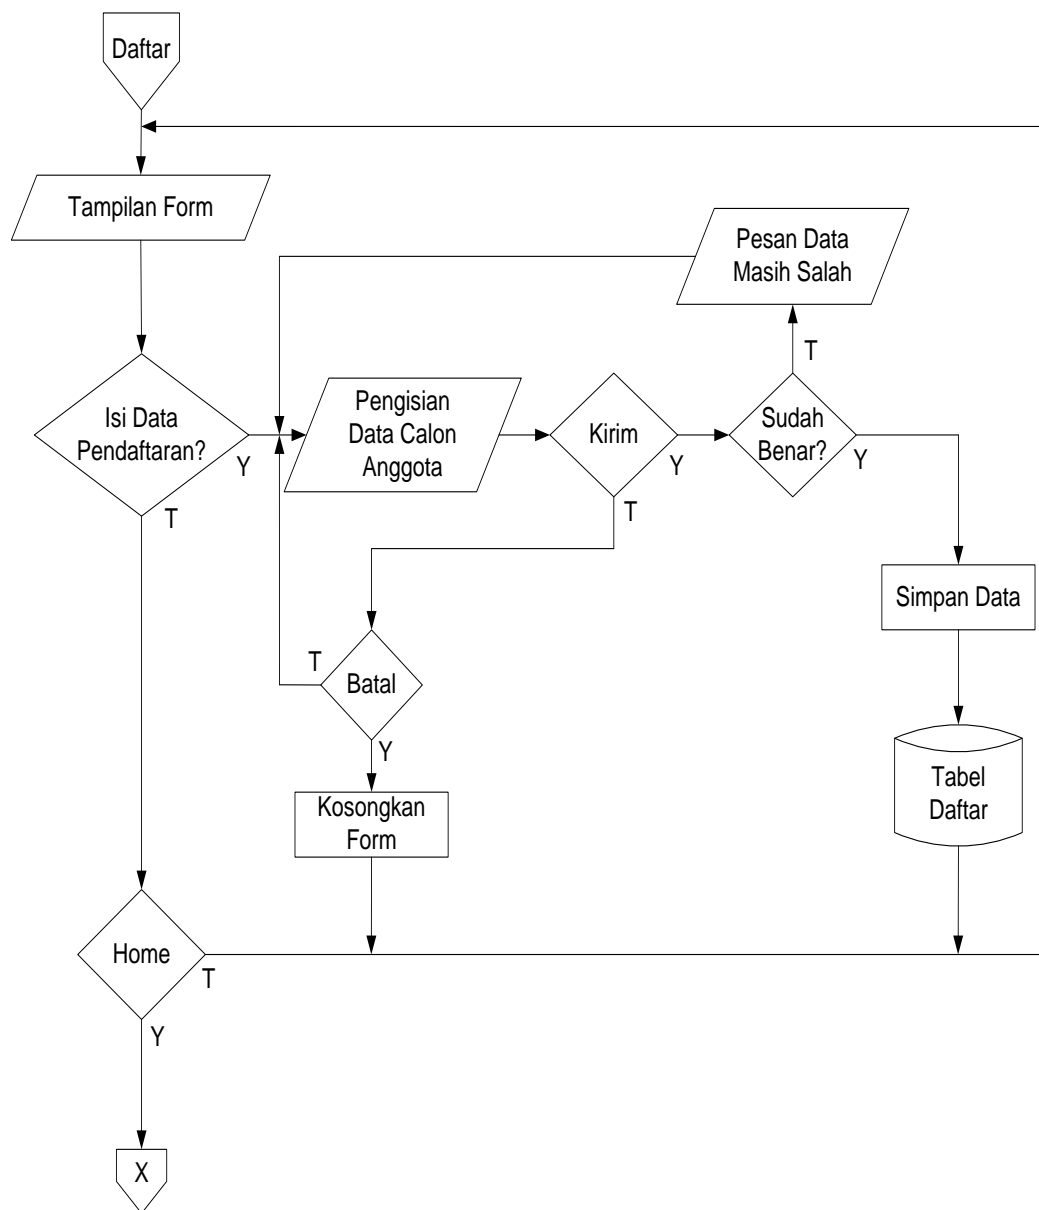 Daftar
Tampilan Form
Pesan Data
Masih Salah
T
Isi Data
Pendaftaran?
Y
T
Pengisian
Data Calon
Anggota
Kirim
Y
T
Sudah
Benar?
Y
Simpan Data
T
Batal
Y
Kosongkan
Form
Tabel
Daftar
Home
T
Y
X